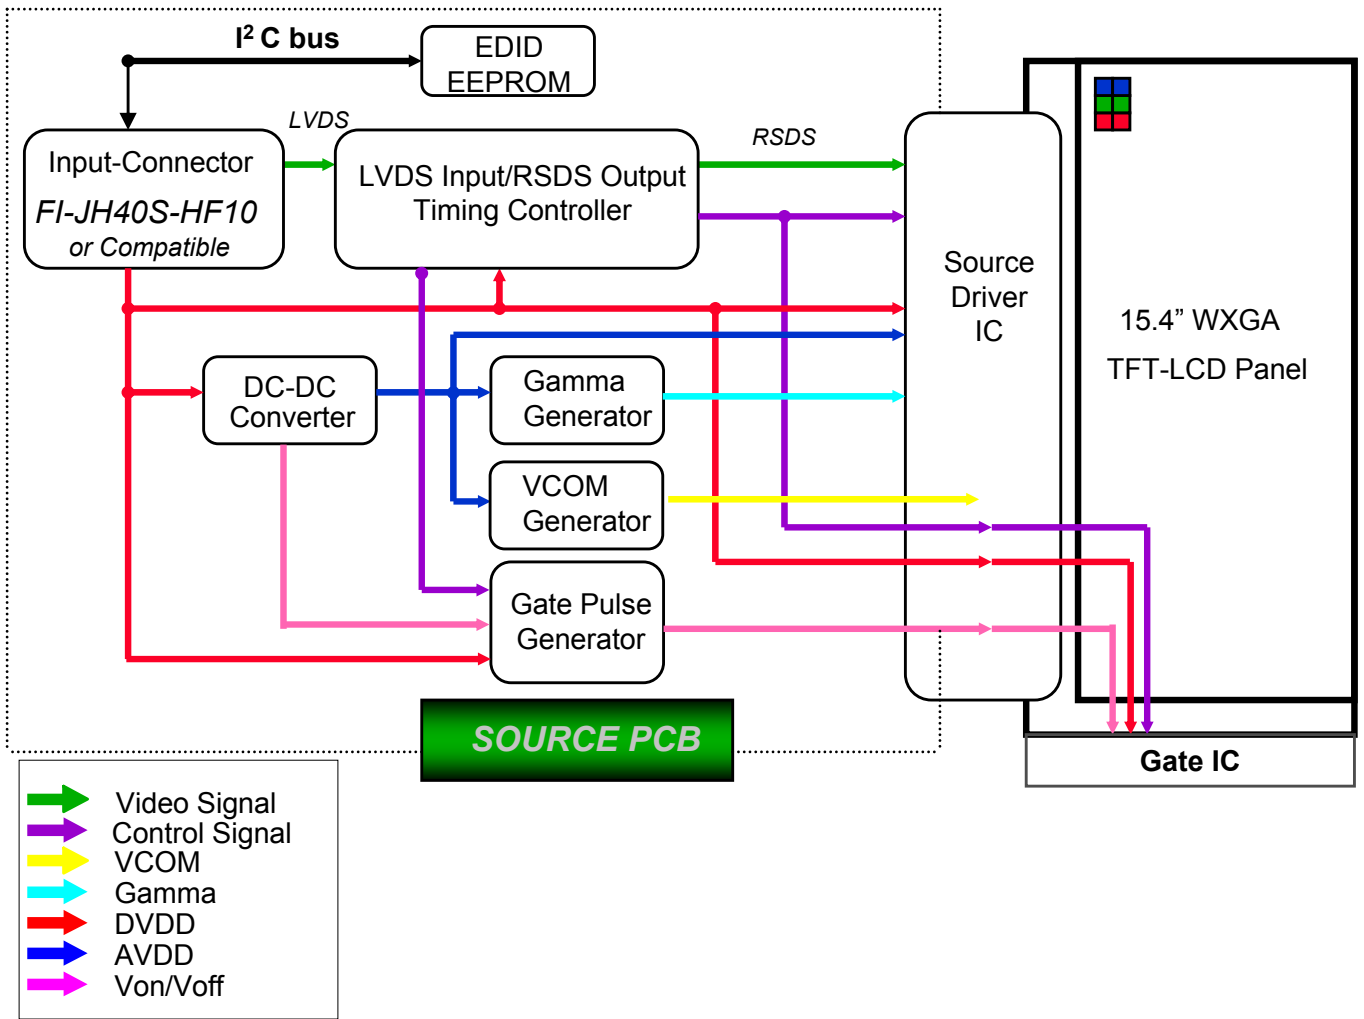 I² C bus
EDID
EEPROM
LVDS
RSDS
Input-Connector
FI-JH40S-HF10
or Compatible
LVDS Input/RSDS Output
Timing Controller
Source
Driver
IC
15.4” WXGA
TFT-LCD Panel
DC-DC
Converter
Gamma
Generator
VCOM
Generator
Gate Pulse
Generator
SOURCE PCB
Gate IC
Video Signal
Control Signal
VCOM
Gamma
DVDD
AVDD
Von/Voff